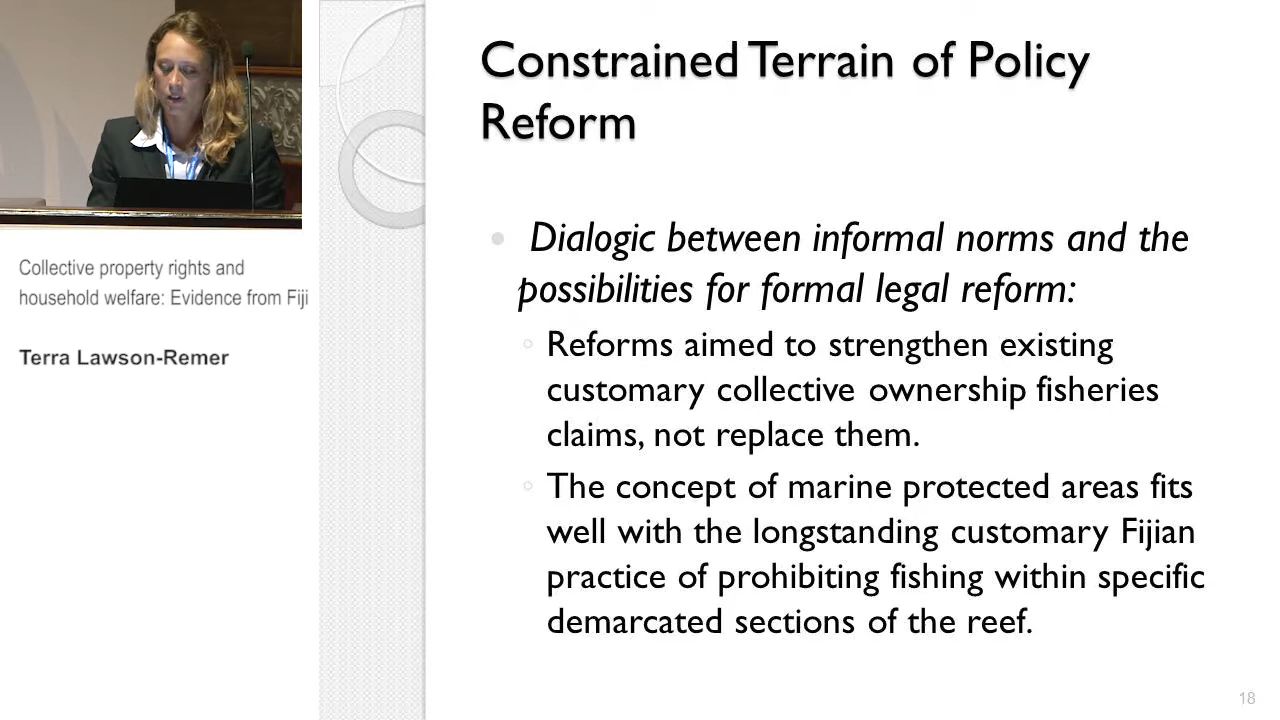 Constrained Terrain of Policy
Reform
Dialogic between informal norms and the
possibilities for formal legal reform:
Reforms aimed to strengthen existing
customary collective ownership fisheries
claims, not replace them.
The concept of marine protected areas fits
well with the longstanding customary Fijian
practice of prohibiting fishing within specific
demarcated sections of the reef.
Collective property rights and
household welfare: Evidence from Fiji
Terra Lawson-Remer
18